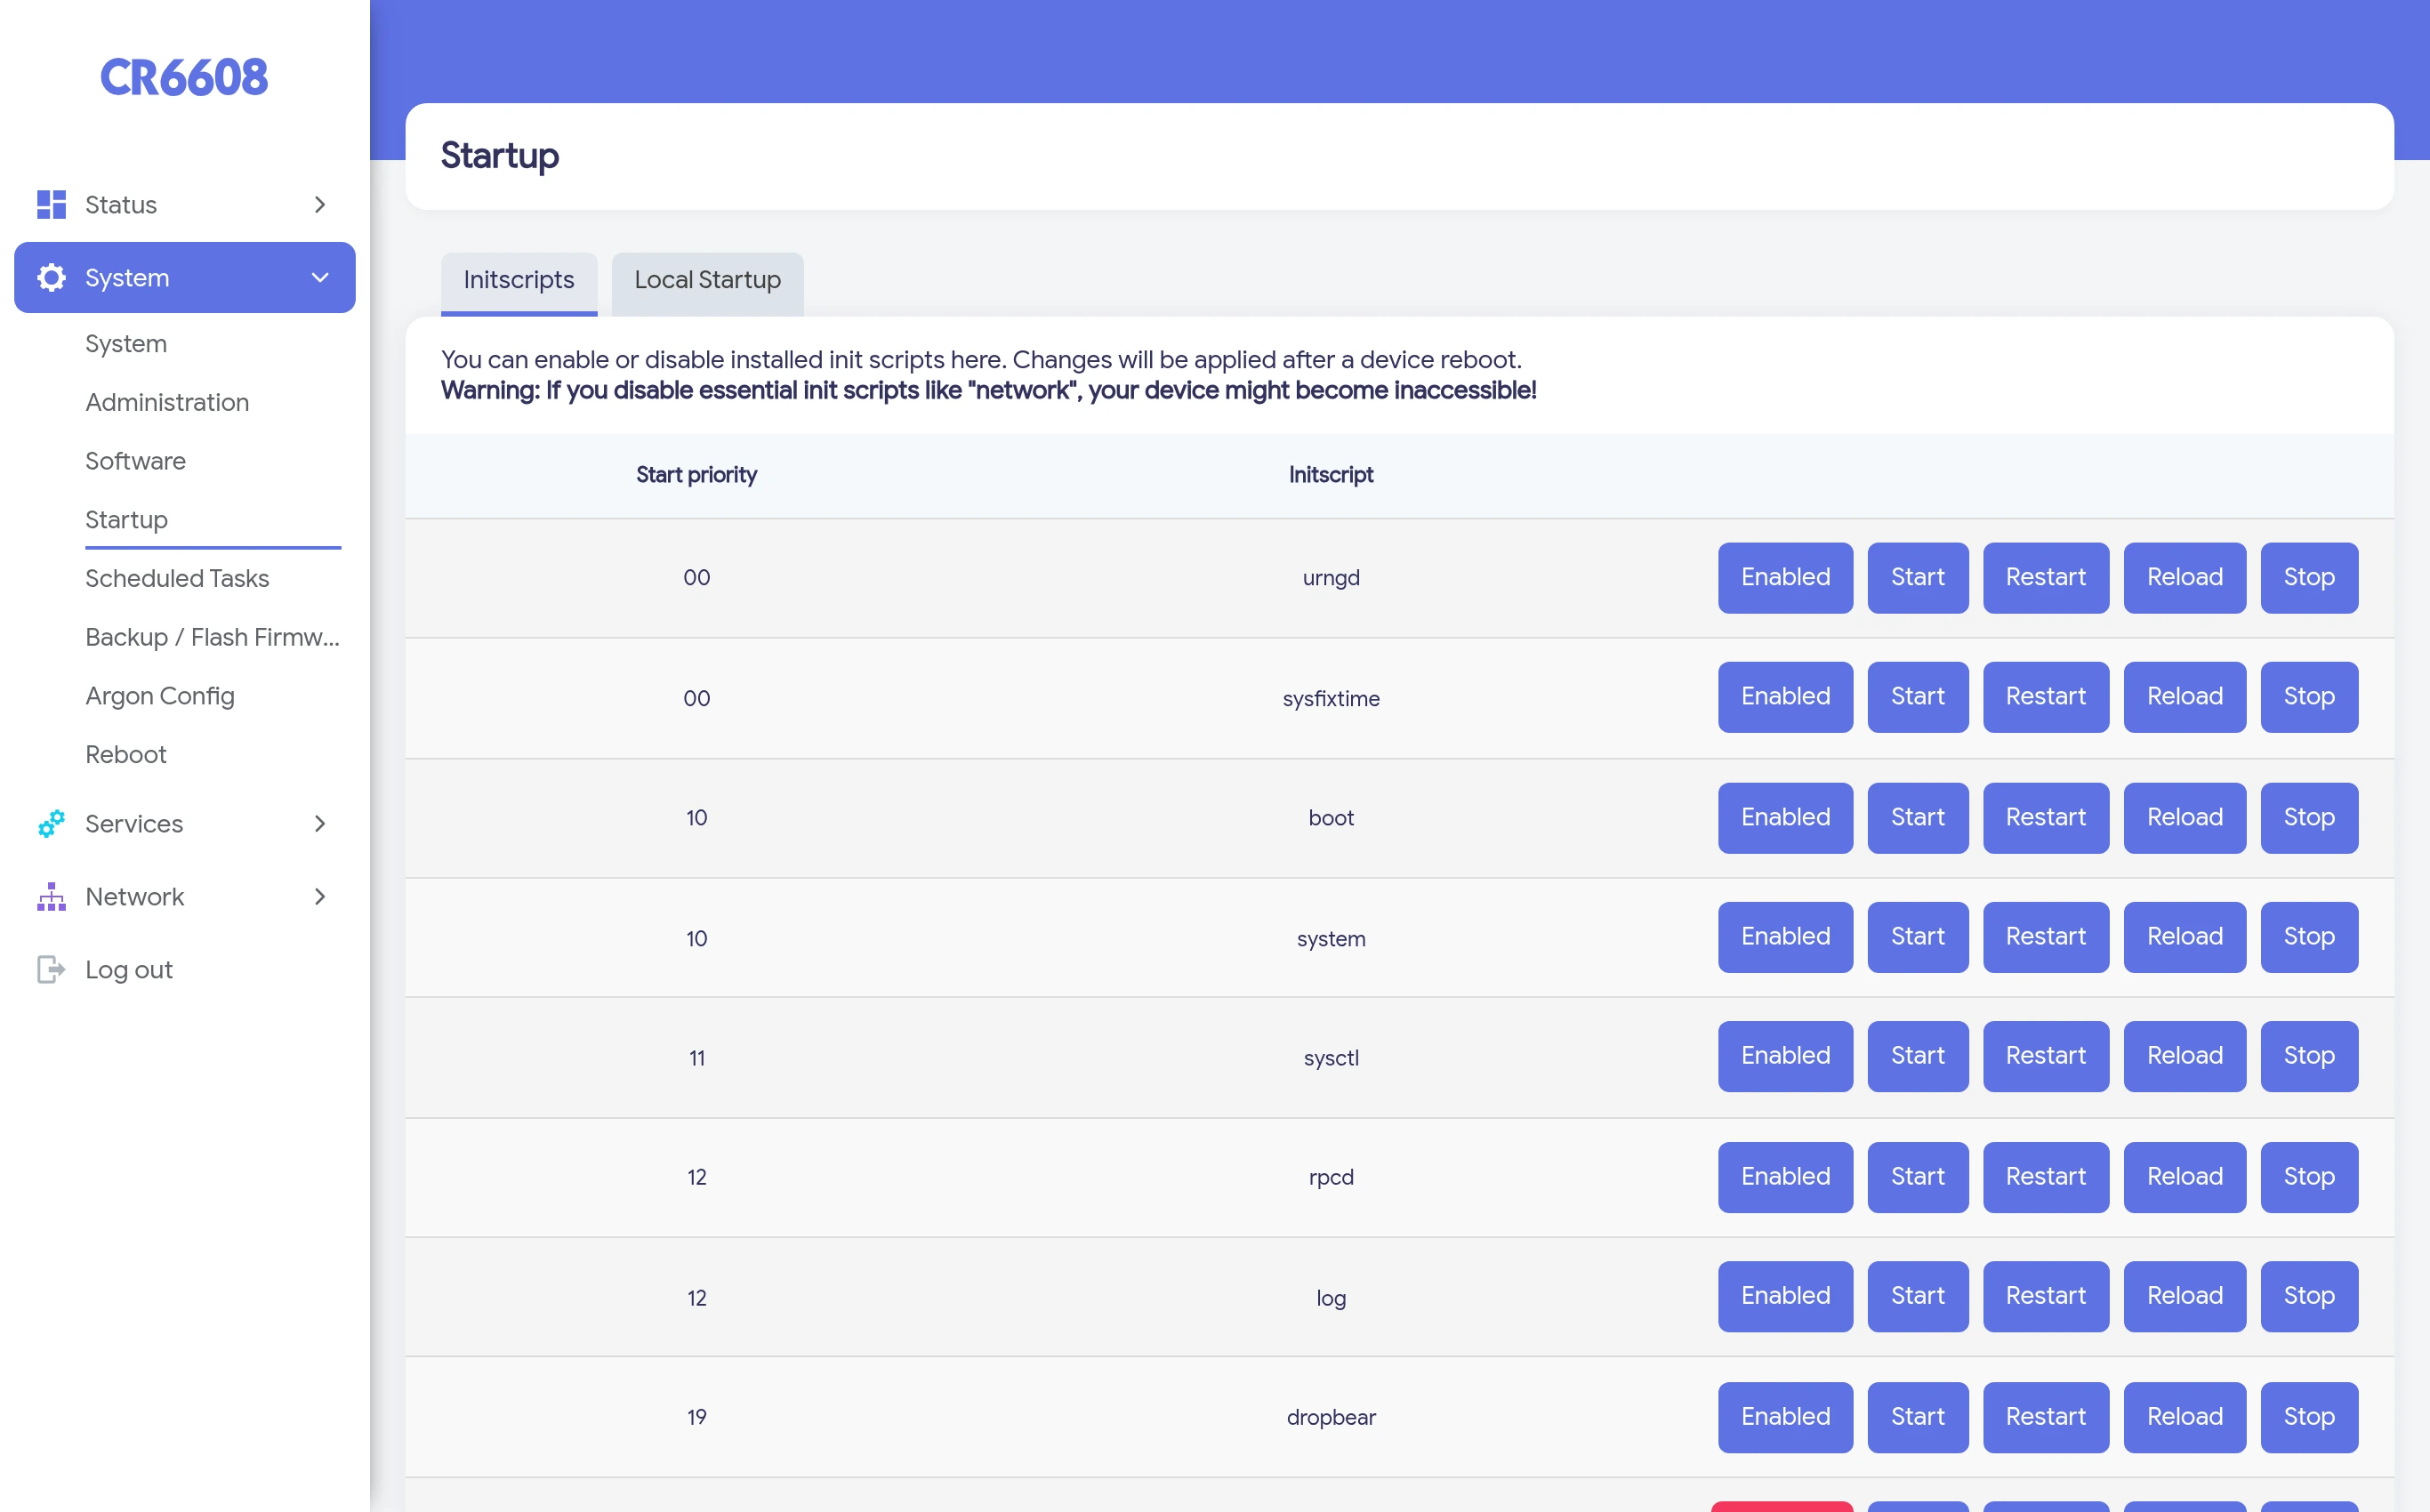 CR6608
Status
System
System
Administration
Software
Startup
Scheduled Tasks
Backup / Flash Firmw...
Argon Config
Reboot
Services
Network
Log out
Startup
Initscripts
Local Startup
You can enable or disable installed init scripts here. Changes will be applied after a device reboot.
Warning: If you disable essential init scripts like "network", your device might become inaccessible!
Start priority Initscript
00 urngd Enabled Start Restart Reload Stop
00 sysfixtime Enabled Start Restart Reload Stop
10 boot Enabled Start Restart Reload Stop
10 system Enabled Start Restart Reload Stop
11 sysctl Enabled Start Restart Reload Stop
12 rpcd Enabled Start Restart Reload Stop
12 log Enabled Start Restart Reload Stop
19 dropbear Enabled Start Restart Reload Stop